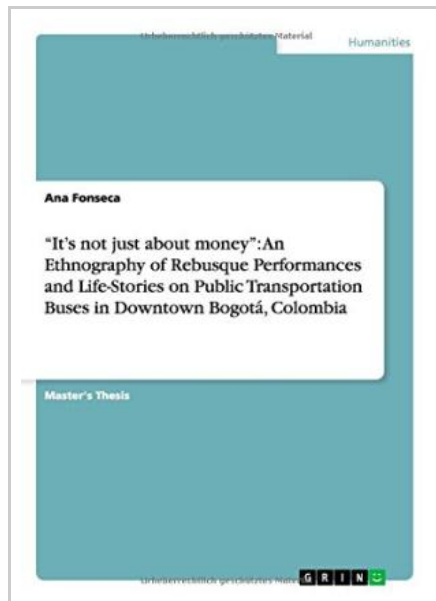 Urheberrechtlich geschütztes Material
Humanities
Ana Fonseca
“It’s not just about money”: An
Ethnography of Rebusque Performances
and Life-Stories on Public Transportation
Buses in Downtown Bogotá, Colombia
Master's Thesis
Urheberrechtlich geschütztes
GRIN